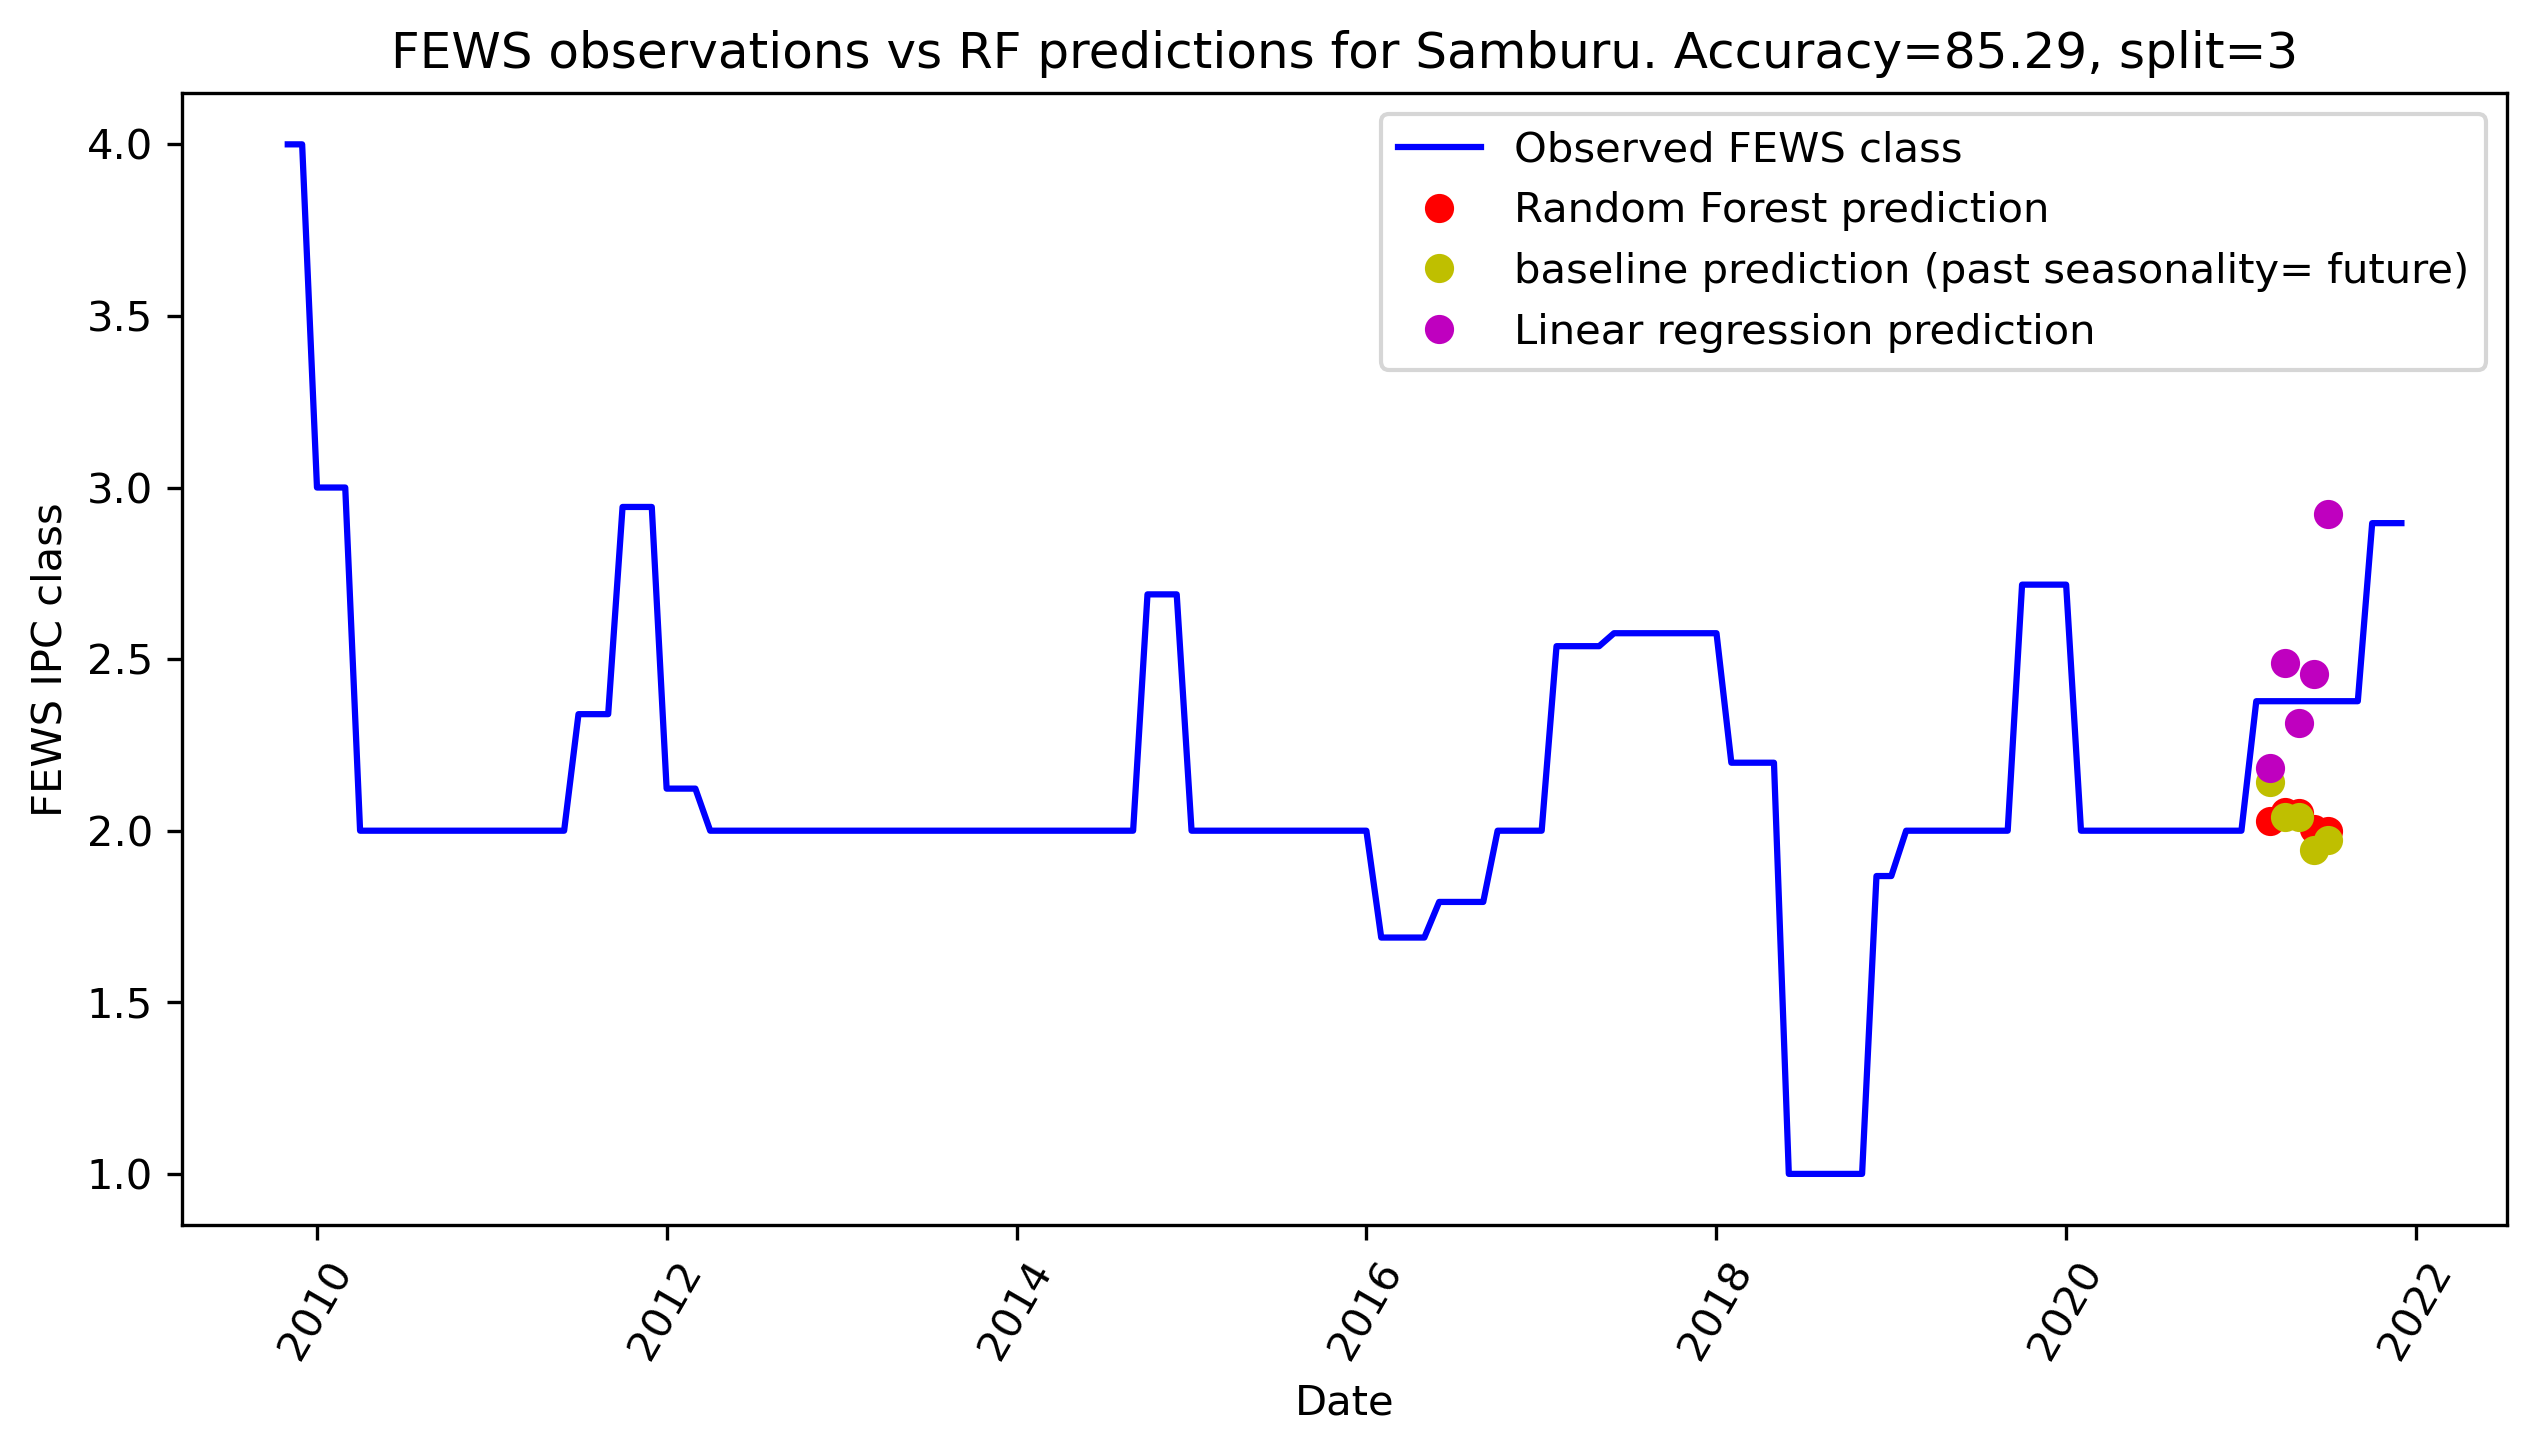 FEWS observations vs RF predictions for Samburu. Accuracy=85.29, split=3
Observed FEWS class
Random Forest prediction
baseline prediction (past seasonality= future)
Linear regression prediction
FEWS IPC class
4.0
3.5
3.0
2.5
2.0
1.5
1.0
2010
2012
2014
2016
2018
2020
2022
Date